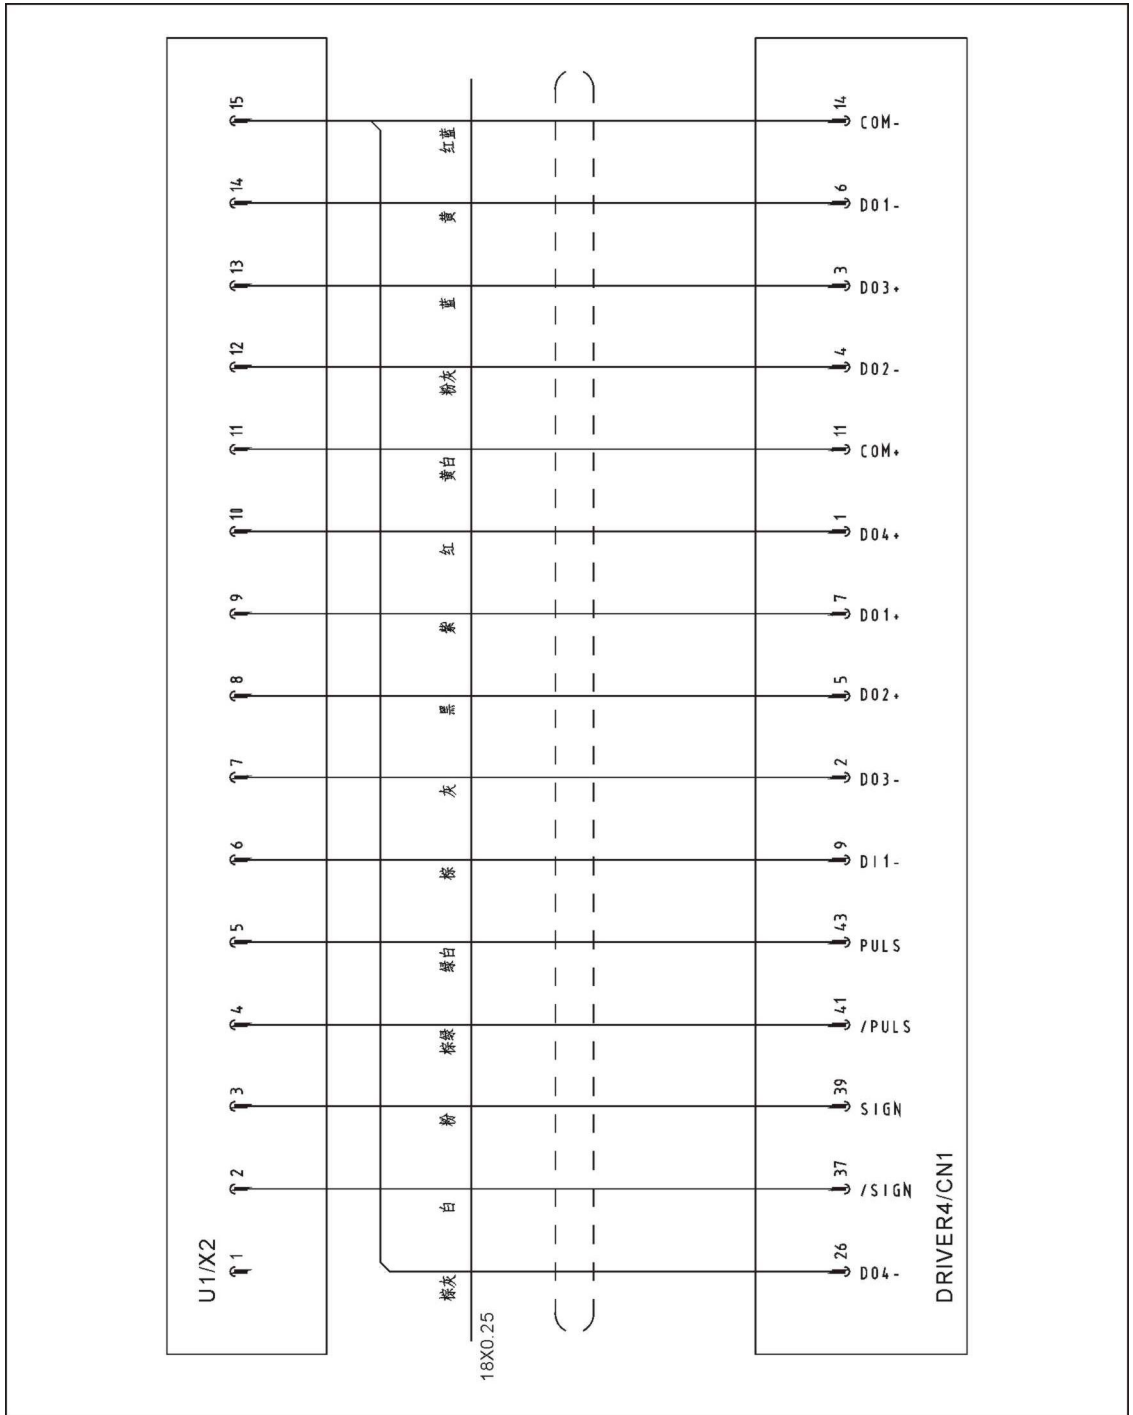 15 红蓝 14 COM-
14 黄 6 DO1-
13 蓝 3 DO3+
12 粉灰 4 DO2-
11 黄白 11 COM+
10 红 1 DO4+
9 紫 7 DO1+
8 黑 5 DO2+
7 灰 2 DO3-
6 棕 9 DI1-
5 绿白 43 PULS
4 棕绿 41 /PULS
3 粉 39 SIGN
2 白 37 /SIGN
1 棕灰 26 DO4-
U1/X2
18X0.25
DRIVER4/CN1